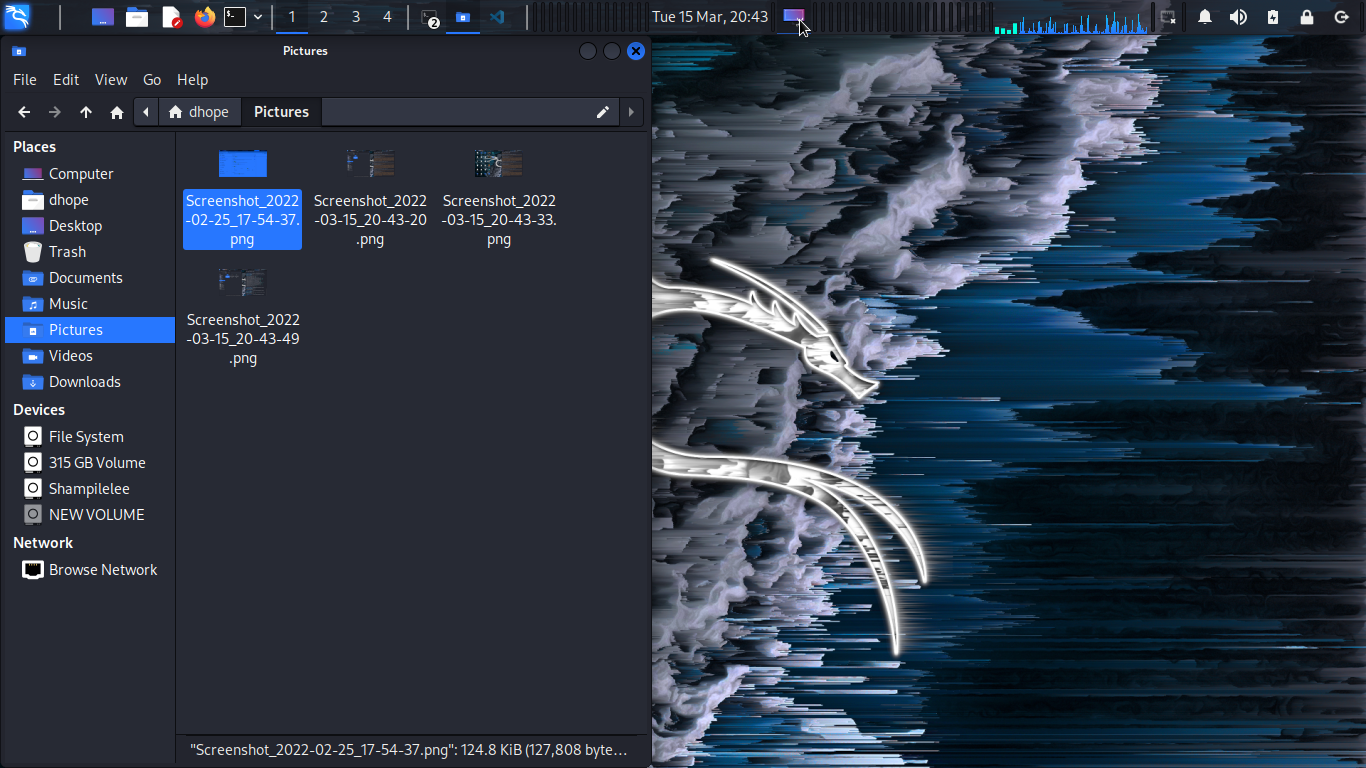 1 2 3 4 2 Tue 15 Mar, 20:43
Pictures
File Edit View Go Help
dhope Pictures
Places
Computer
dhope
Desktop
Trash
Documents
Music
Pictures
Videos
Downloads
Devices
File System
315 GB Volume
Shampilelee
NEW VOLUME
Network
Browse Network
Screenshot_2022
-02-25_17-54-37.
png
Screenshot_2022
-03-15_20-43-20
.png
Screenshot_2022
-03-15_20-43-33.
png
Screenshot_2022
-03-15_20-43-49
.png
"Screenshot_2022-02-25_17-54-37.png": 124.8 KiB (127,808 byte...